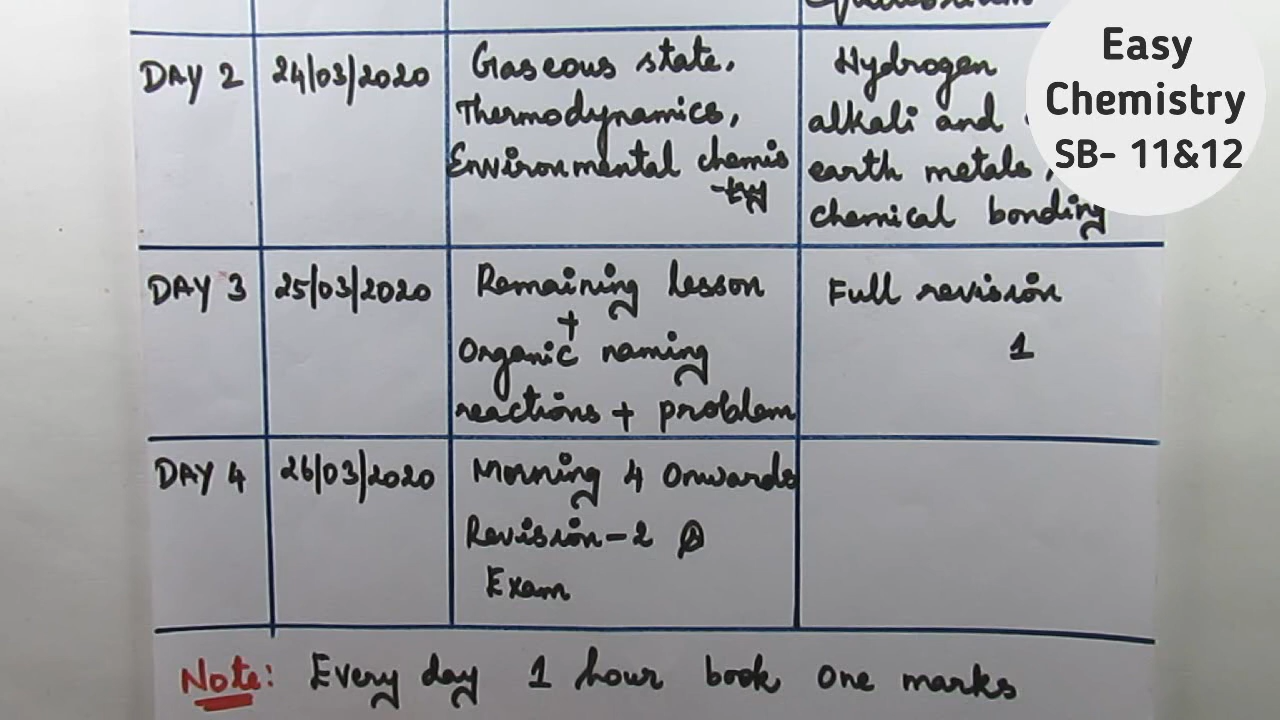 Easy
Chemistry
SB- 11&12
DAY 2
24/03/2020
Gaseous state,
Thermodynamics,
Environmental chemis
-try
Hydrogen
alkali and
earth metals,
chemical bonding
DAY 3
25/03/2020
Remaining lesson
+
Organic naming
reactions + problem
Full revision
1
DAY 4
26/03/2020
Morning 4 Onwards
Revision-2
Exam
Note: Every day 1 hour book one marks